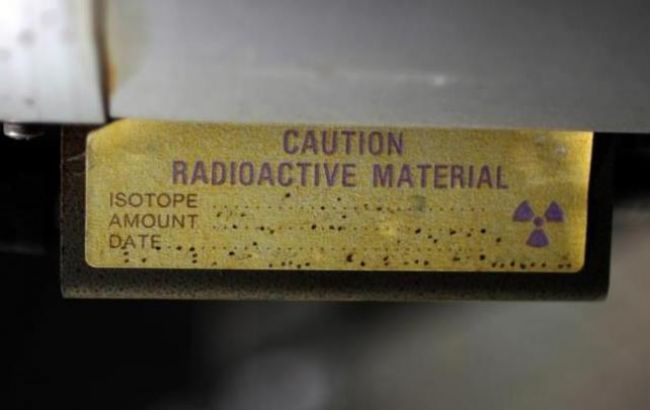 CAUTION
RADIOACTIVE MATERIAL
ISOTOPE
AMOUNT
DATE